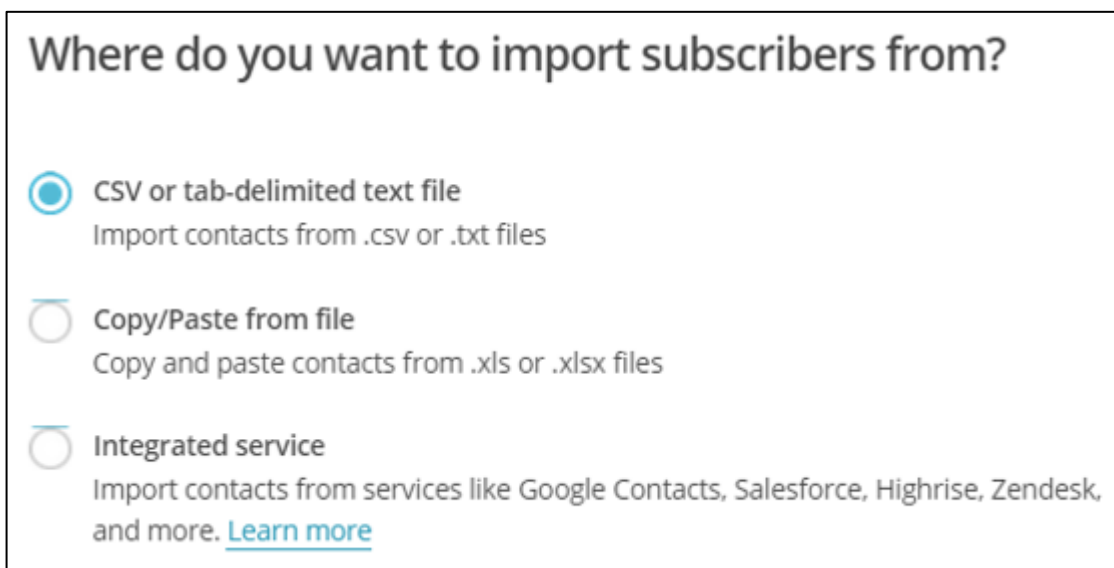 Where do you want to import subscribers from?
CSV or tab-delimited text file
Import contacts from .csv or .txt files
Copy/Paste from file
Copy and paste contacts from .xls or .xlsx files
Integrated service
Import contacts from services like Google Contacts, Salesforce, Highrise, Zendesk,
and more. Learn more